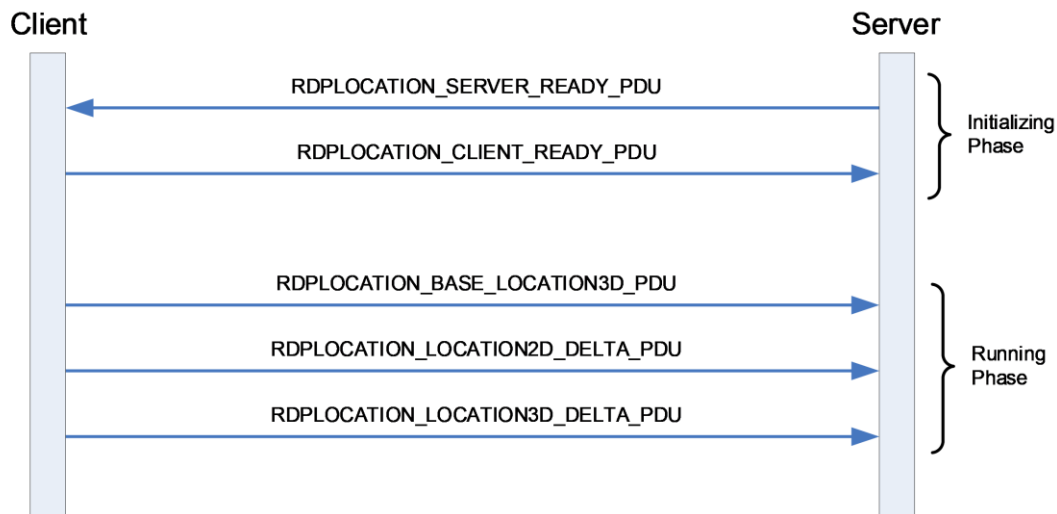 Client
Server
RDPLOCATION_SERVER_READY_PDU
RDPLOCATION_CLIENT_READY_PDU
Initializing
Phase
RDPLOCATION_BASE_LOCATION3D_PDU
RDPLOCATION_LOCATION2D_DELTA_PDU
RDPLOCATION_LOCATION3D_DELTA_PDU
Running
Phase